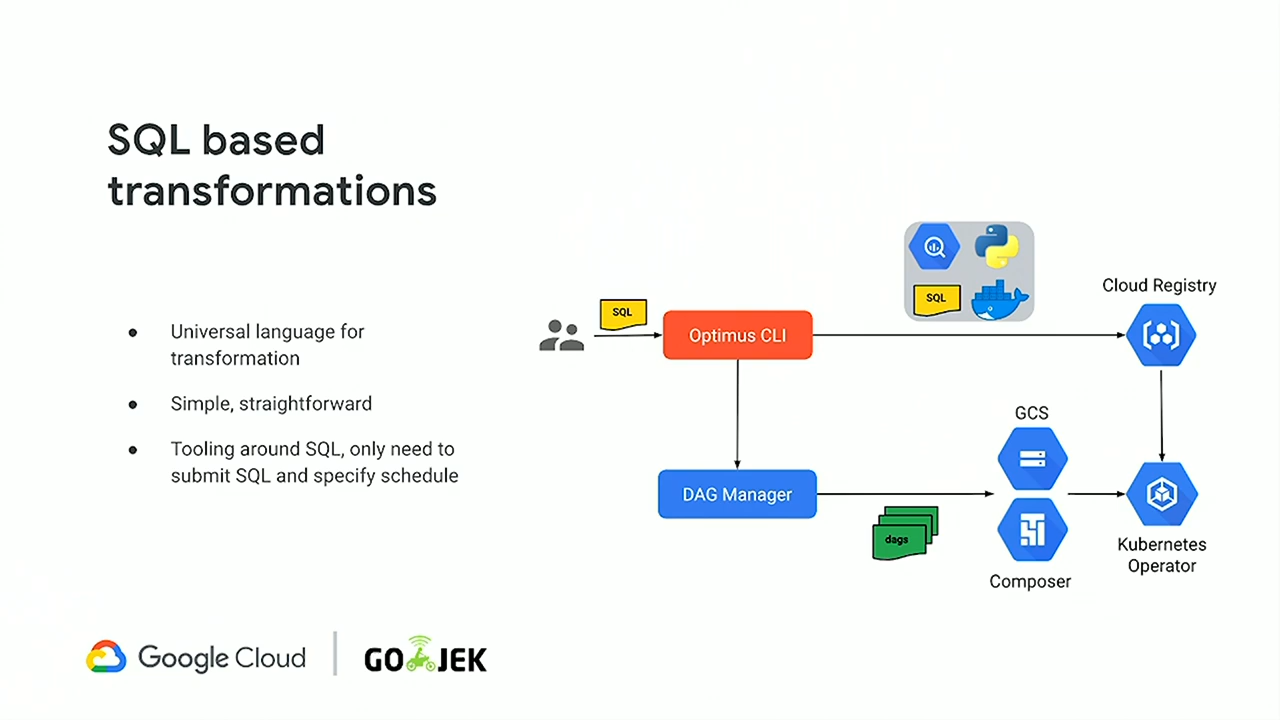 SQL based
transformations
Universal language for
transformation
Simple, straightforward
Tooling around SQL, only need to
submit SQL and specify schedule
SQL
Optimus CLI
SQL
Cloud Registry
DAG Manager
dags
GCS
Composer
Kubernetes
Operator
Google Cloud
GOJEK